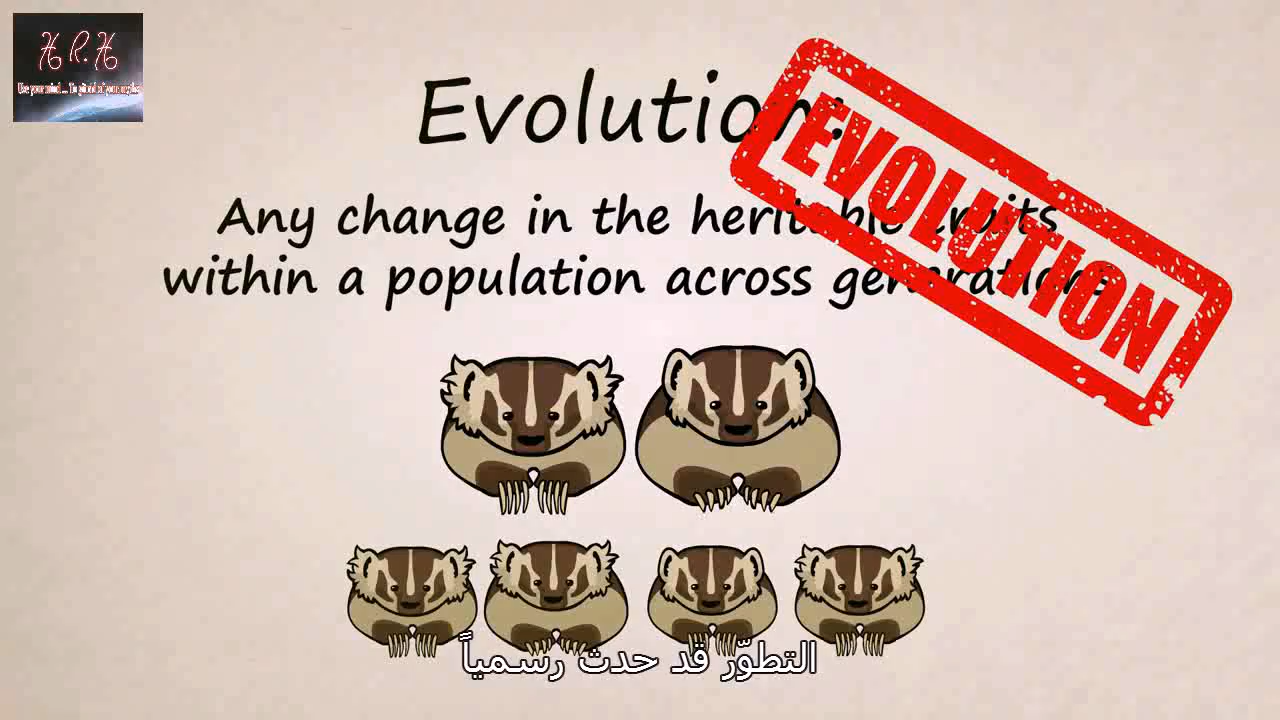 H R.H
Evolution:
Any change in the heritable traits
within a population across generations
EVOLUTION
التطوّر قد حدث رسمياً